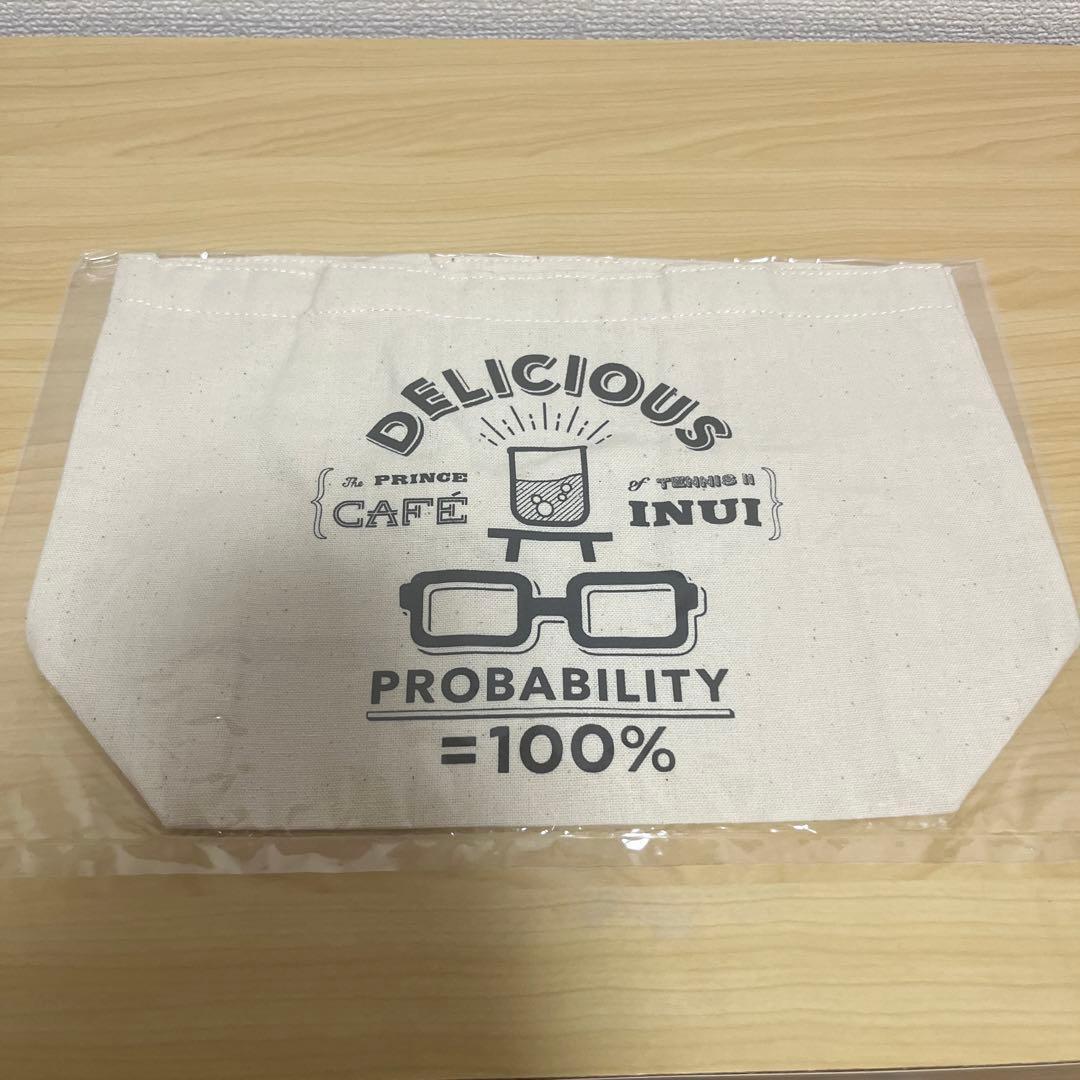 DELICIOUS
The PRINCE
CAFÉ
of TENNIS II
INUI
PROBABILITY
=100%